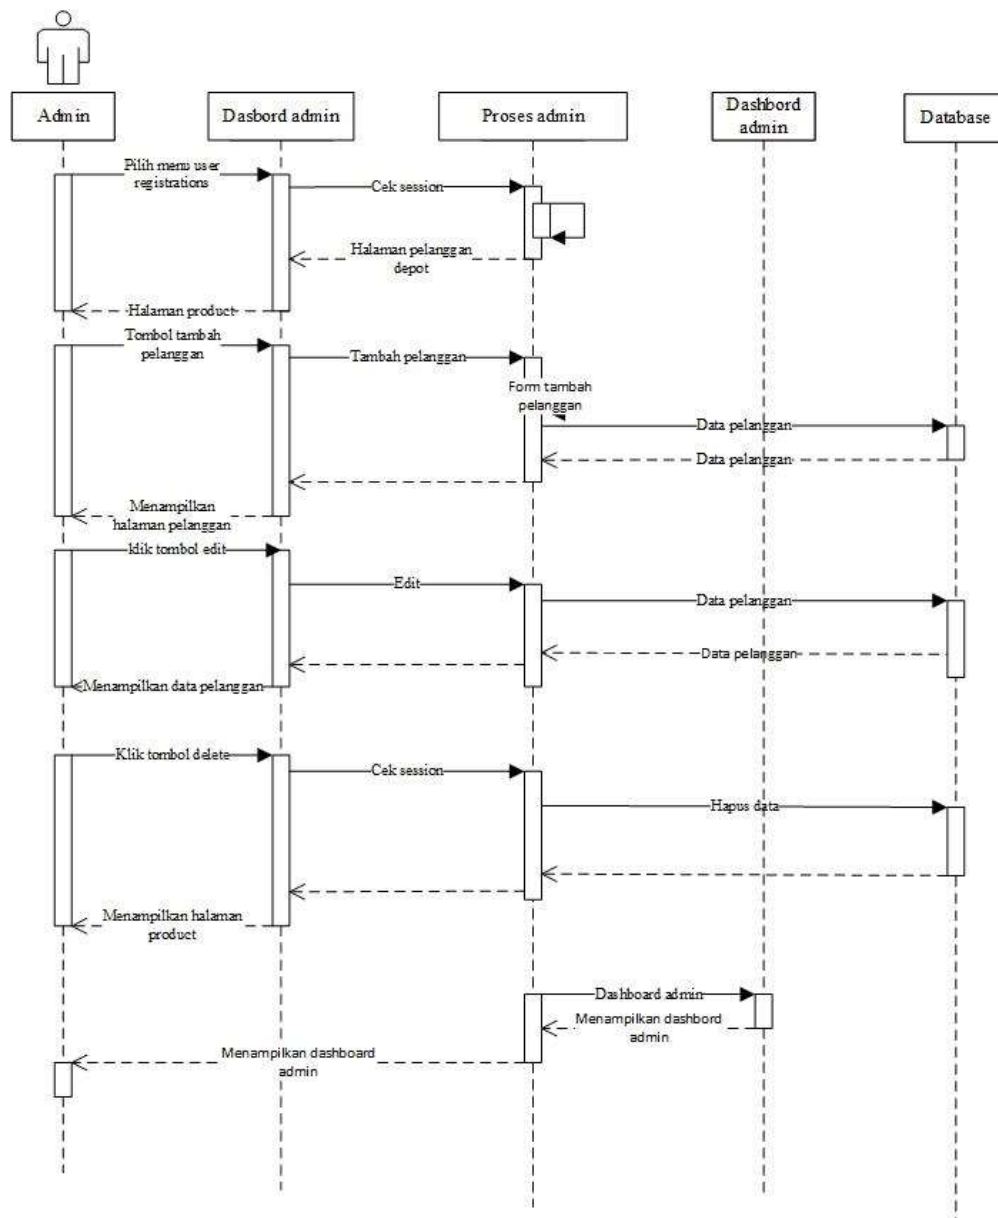 Admin
Dasbord admin
Proses admin
Dashbord
admin
Database
Pilih menu user
registrations
Cek session
Halaman pelanggan
depot
Halaman product
Tombol tambah
pelanggan
Tambah pelanggan
Form tambah
pelanggan
Data pelanggan
Data pelanggan
Menampilkan
halaman pelanggan
klik tombol edit
Edit
Data pelanggan
Data pelanggan
Menampilkan data pelanggan
Klik tombol delete
Cek session
Hapus data
Menampilkan halaman
product
Dashboard admin
Menampilkan dashbord
admin
Menampilkan dashboard
admin